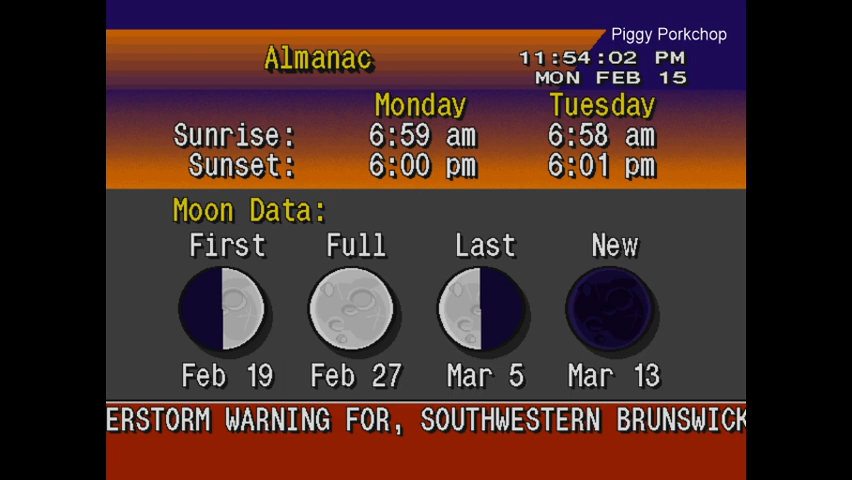 Piggy Porkchop
Almanac
11:54:02 PM
MON FEB 15
Monday Tuesday
Sunrise: 6:59 am 6:58 am
Sunset: 6:00 pm 6:01 pm
Moon Data:
First Full Last New
Feb 19 Feb 27 Mar 5 Mar 13
ERSTORM WARNING FOR, SOUTHWESTERN BRUNSWICK